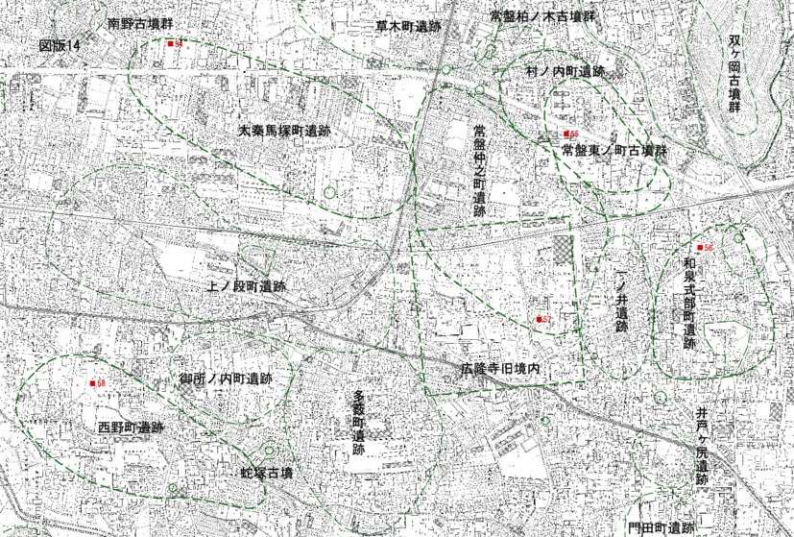 南野古墳群
草木町遺跡
常盤柏ノ木古墳群
図版14
双ヶ岡古墳群
村ノ内町遺跡
太秦馬塚町遺跡
常盤仲之町遺跡
常盤東ノ町古墳群
56
和泉式部町遺跡
上ノ段町遺跡
一ノ井遺跡
57
広隆寺旧境内
58
御所ノ内町遺跡
西野町遺跡
多薮町遺跡
井戸ヶ尻遺跡
蛇塚古墳
門田町遺跡